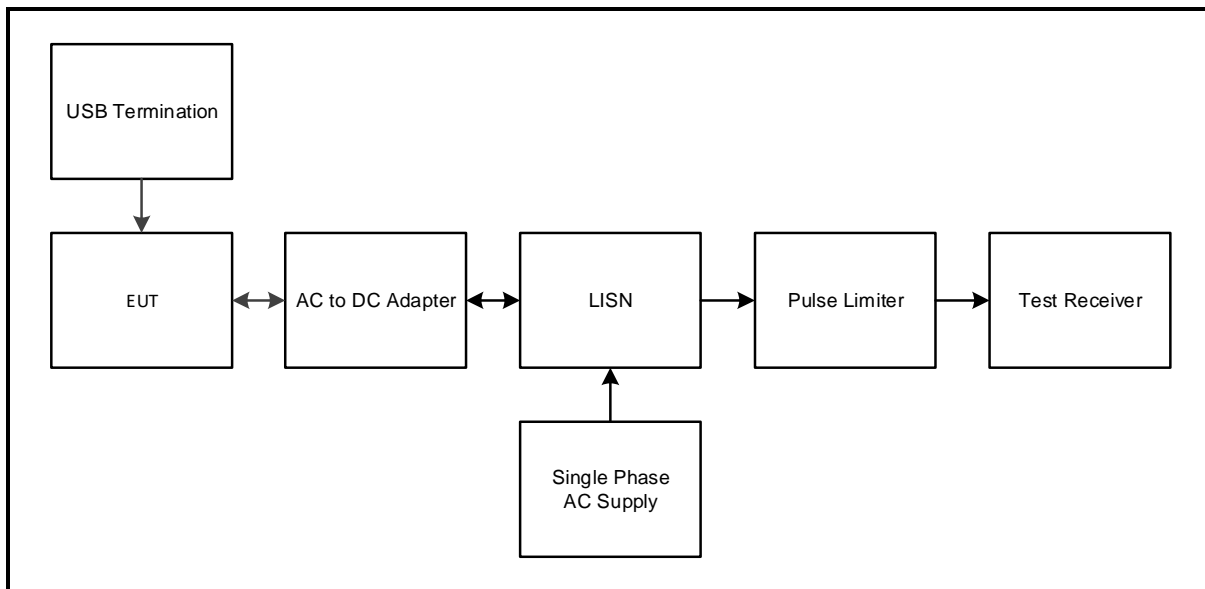 USB Termination
EUT
AC to DC Adapter
LISN
Pulse Limiter
Test Receiver
Single Phase
AC Supply